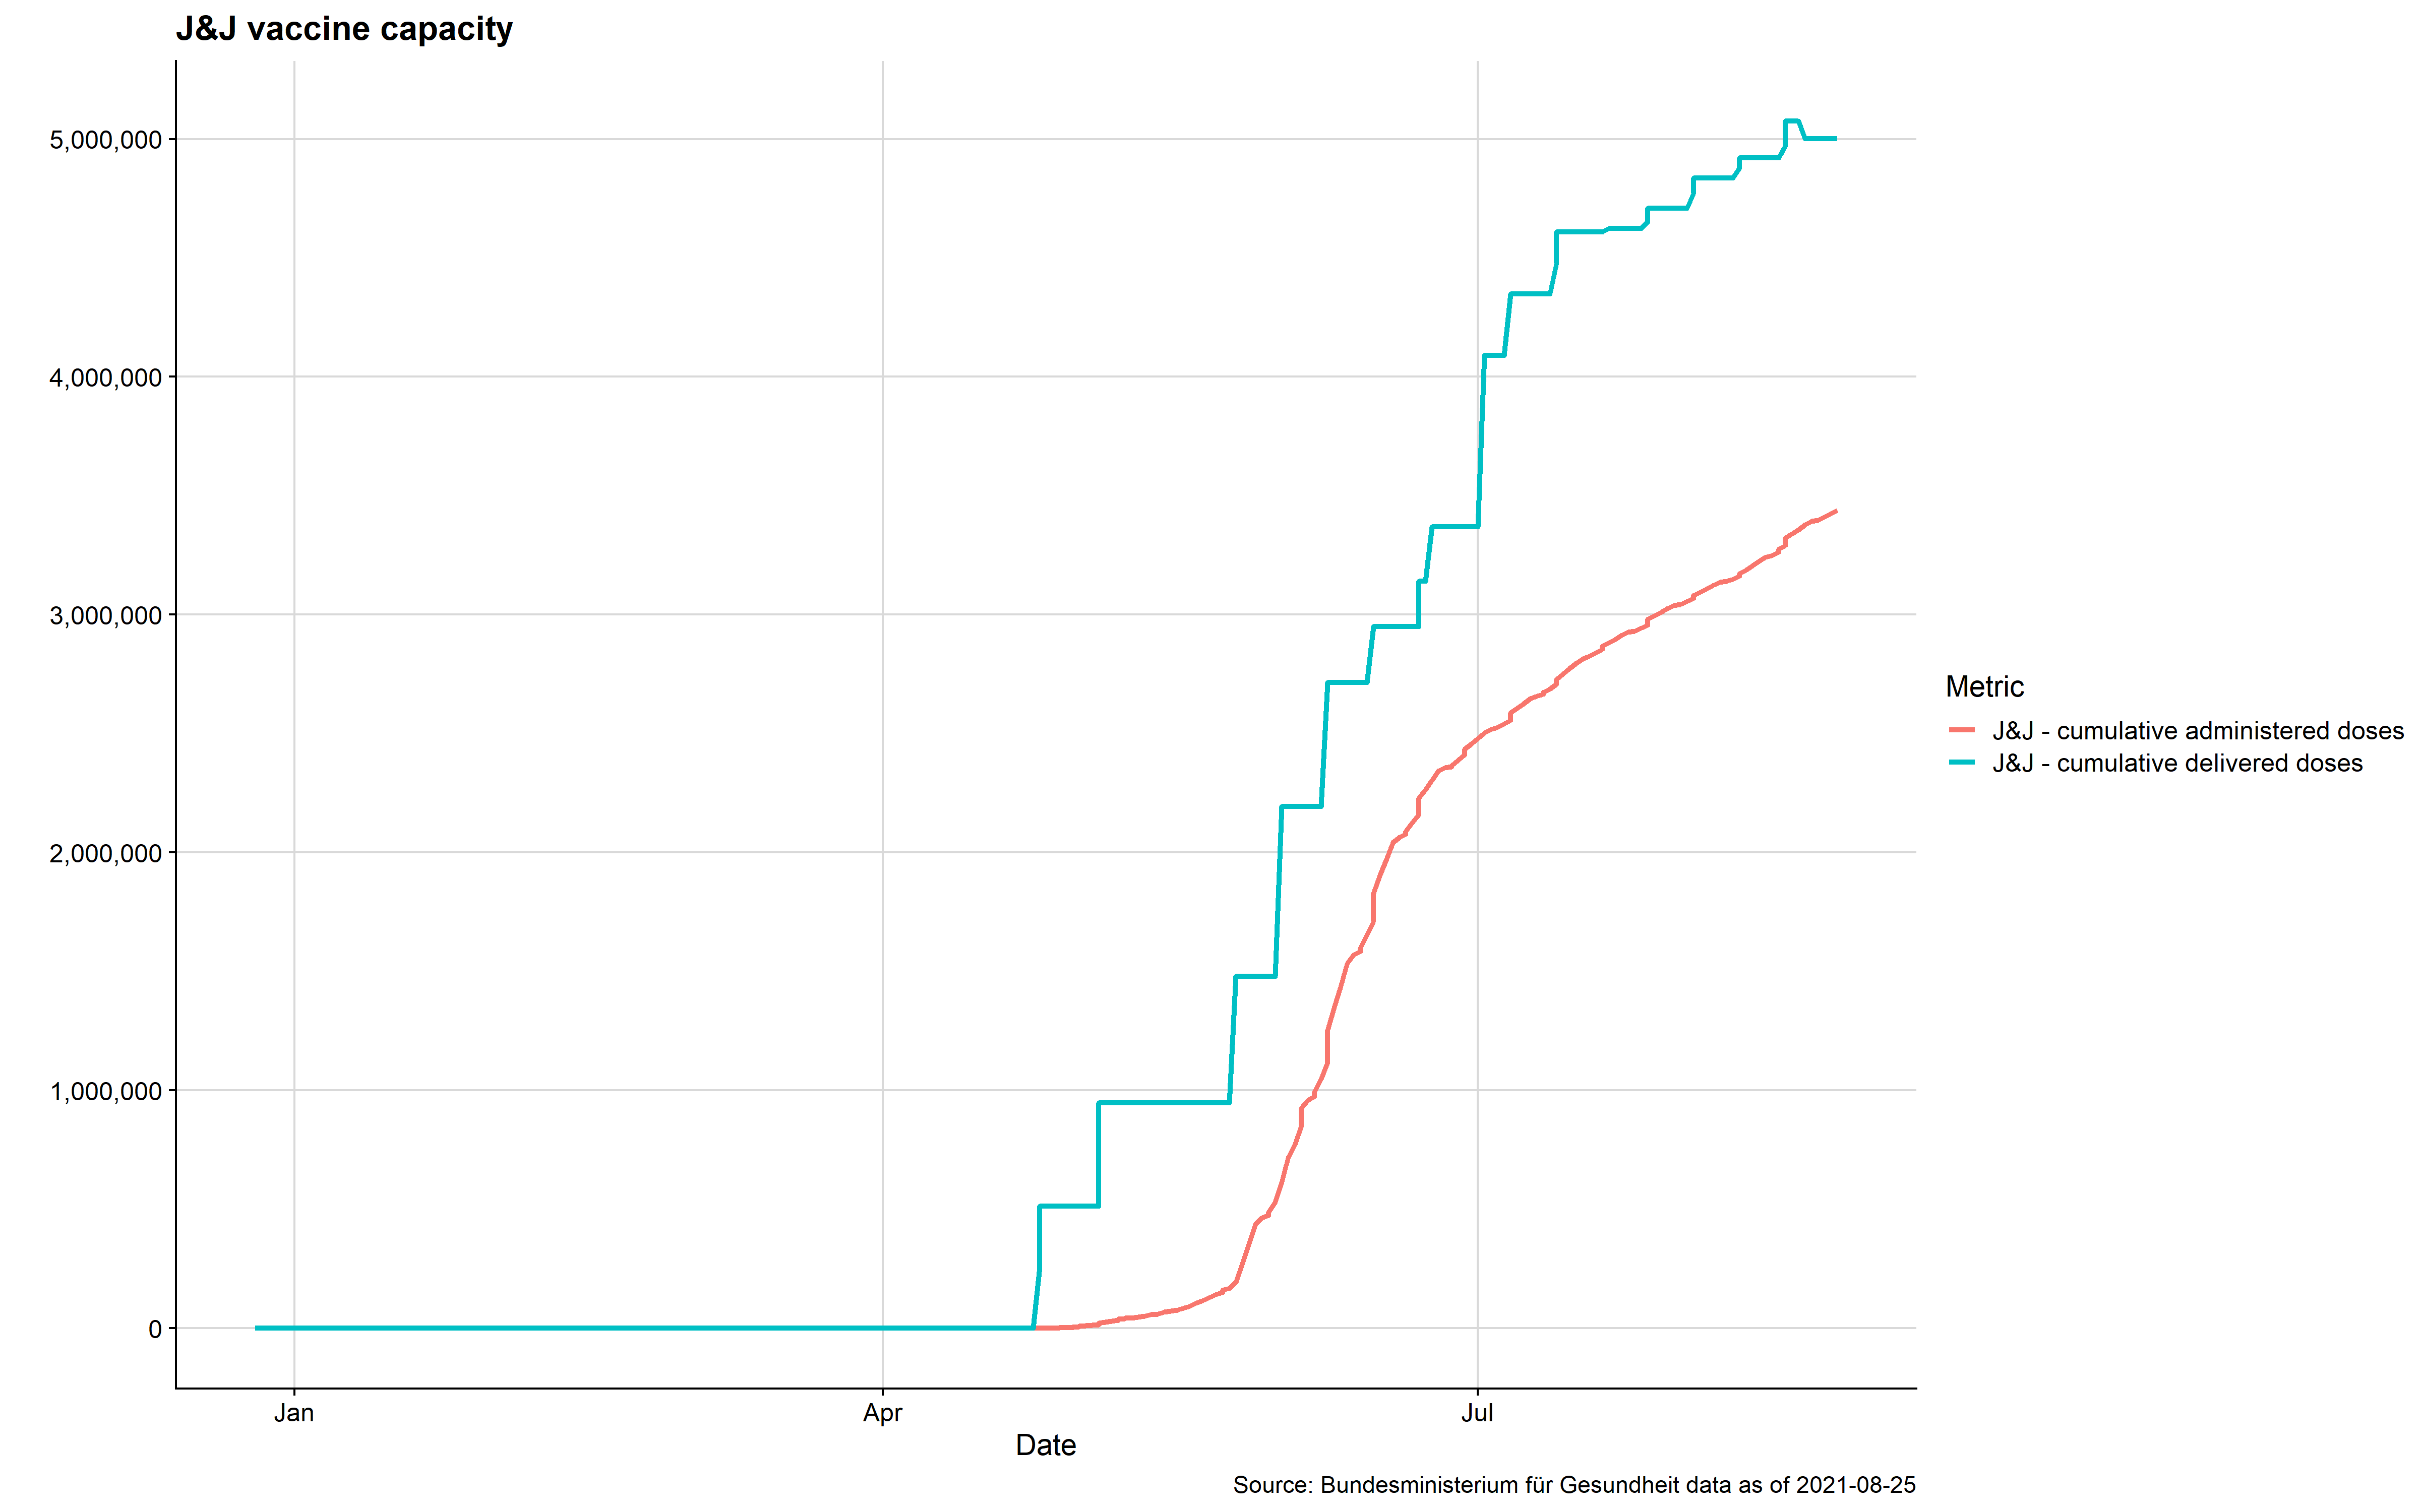 J&J vaccine capacity
5,000,000
4,000,000
3,000,000
2,000,000
1,000,000
0
Jan
Apr
Jul
Date
Metric
J&J - cumulative administered doses
J&J - cumulative delivered doses
Source: Bundesministerium für Gesundheit data as of 2021-08-25